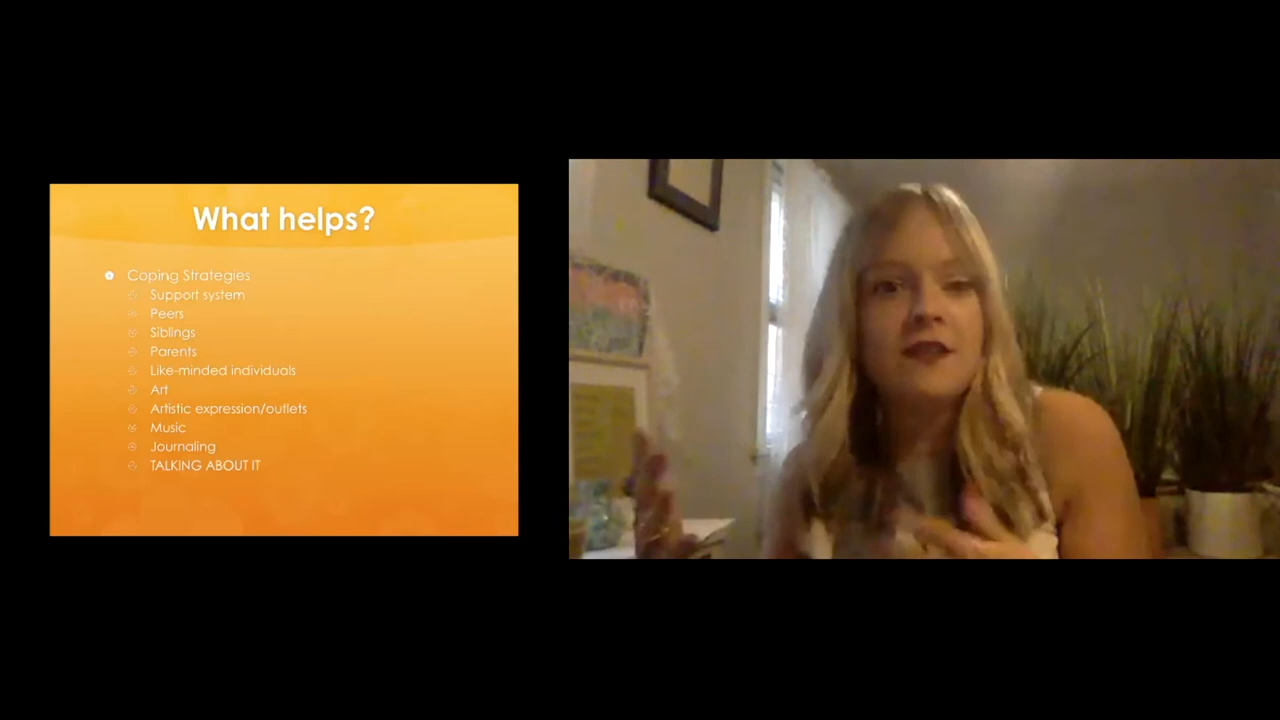 What helps?
Coping Strategies
Support system
Peers
Siblings
Parents
Like-minded individuals
Art
Artistic expression/outlets
Music
Journaling
TALKING ABOUT IT